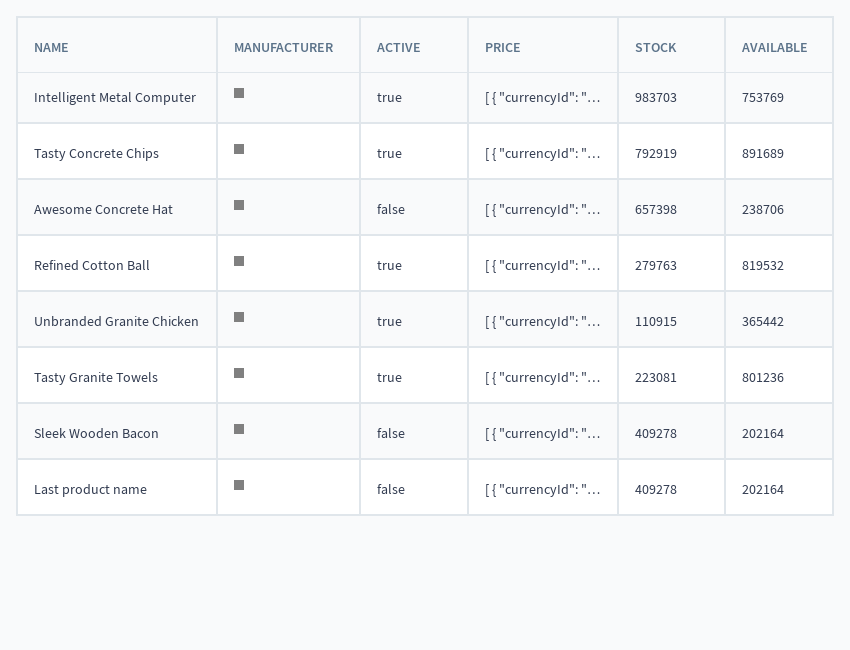 NAME MANUFACTURER ACTIVE PRICE STOCK AVAILABLE
Intelligent Metal Computer true [ { "currencyId": "... 983703 753769
Tasty Concrete Chips true [ { "currencyId": "... 792919 891689
Awesome Concrete Hat false [ { "currencyId": "... 657398 238706
Refined Cotton Ball true [ { "currencyId": "... 279763 819532
Unbranded Granite Chicken true [ { "currencyId": "... 110915 365442
Tasty Granite Towels true [ { "currencyId": "... 223081 801236
Sleek Wooden Bacon false [ { "currencyId": "... 409278 202164
Last product name false [ { "currencyId": "... 409278 202164